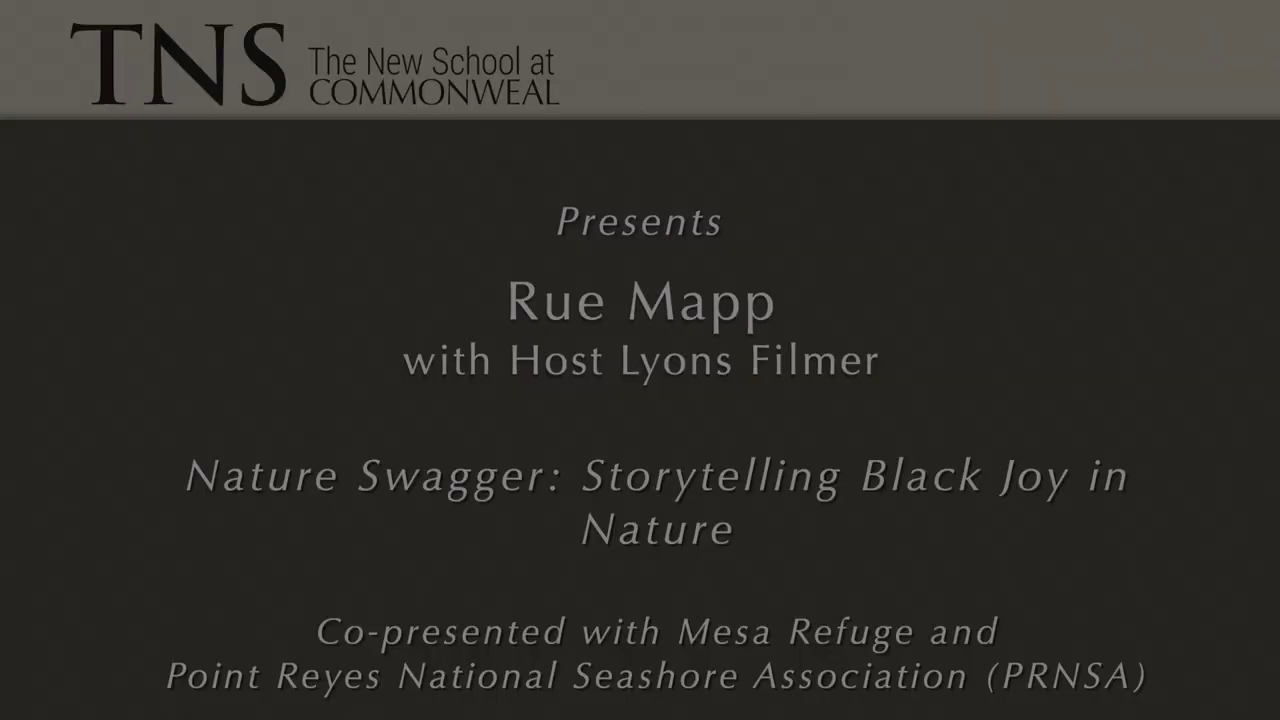 TNS The New School at
COMMONWEAL
Presents
Rue Mapp
with Host Lyons Filmer
Nature Swagger: Storytelling Black Joy in
Nature
Co-presented with Mesa Refuge and
Point Reyes National Seashore Association (PRNSA)